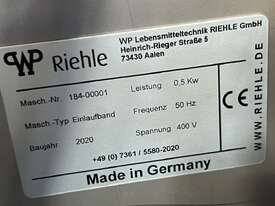 WP Riehle
WP Lebensmitteltechnik RIEHLE GmbH
Heinrich-Rieger Straße 5
73430 Aalen
Masch.-Nr. 184-00001 Leistung 0,5 Kw
Masch.-Typ Einlaufband Frequenz 50 Hz
Baujahr 2020 Spannung 400 V
+49 (0) 7361 / 5580-2020
Made in Germany
WWW.RIEHLE.DE
CE